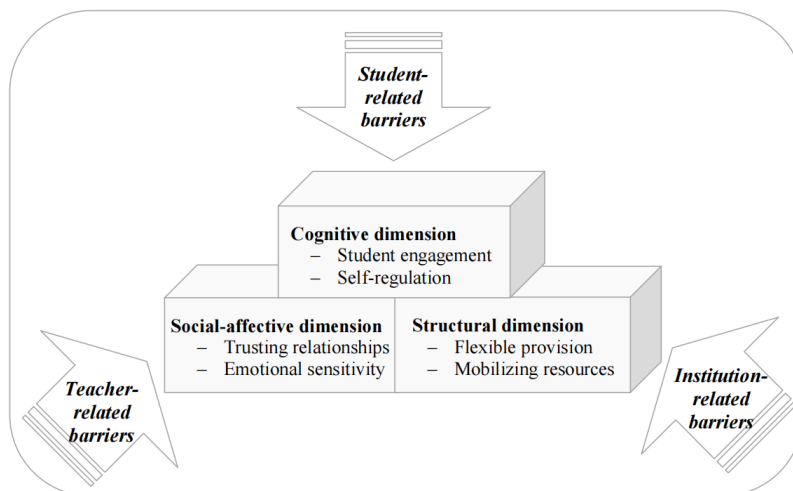 Student-
related
barriers
Cognitive dimension
– Student engagement
– Self-regulation
Social-affective dimension
– Trusting relationships
– Emotional sensitivity
Structural dimension
– Flexible provision
– Mobilizing resources
Teacher-
related
barriers
Institution-
related
barriers